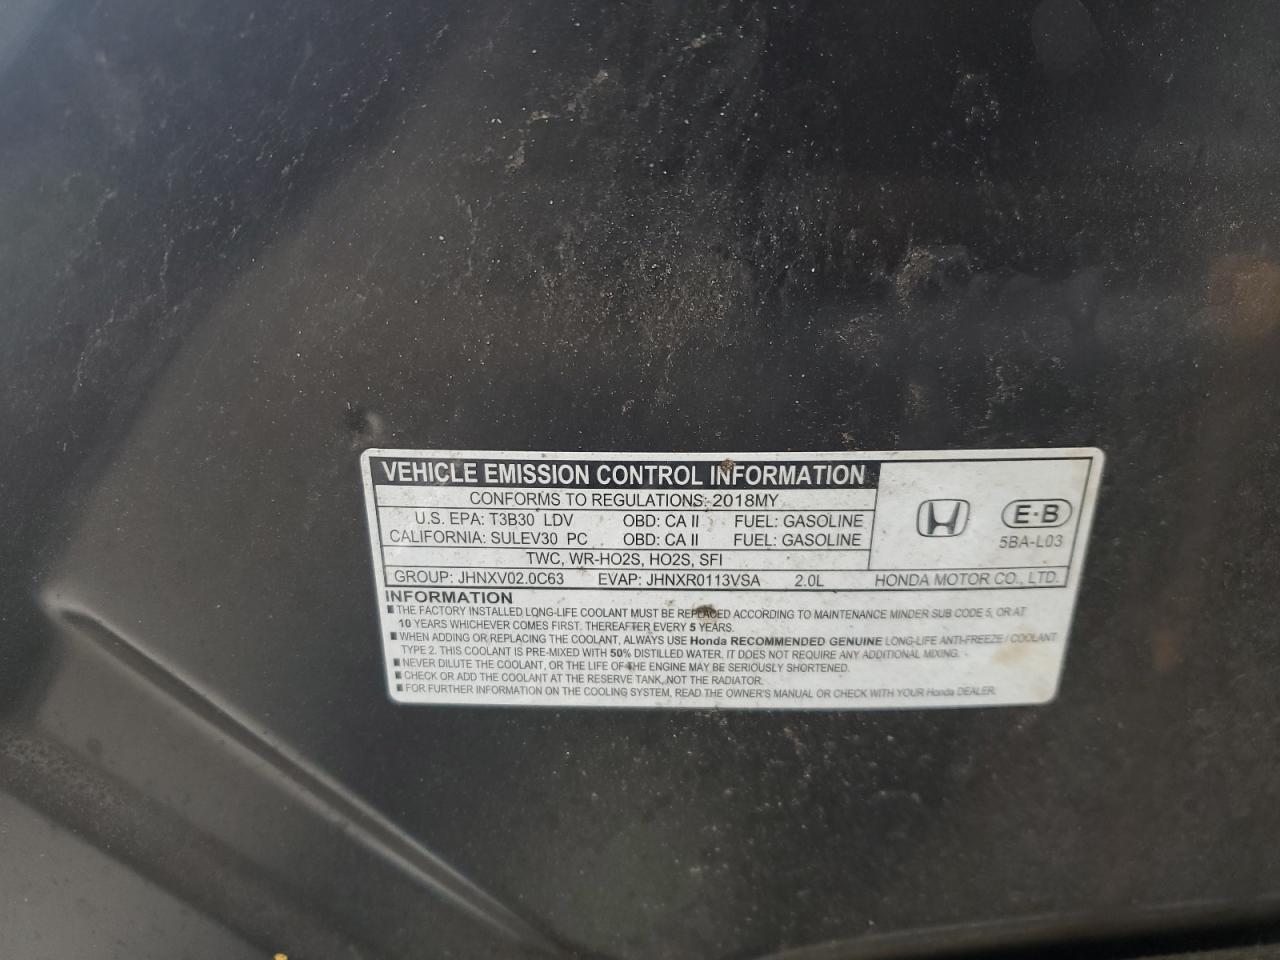 VEHICLE EMISSION CONTROL INFORMATION
CONFORMS TO REGULATIONS: 2018MY
U.S. EPA: T3B30 LDV OBD: CA II FUEL: GASOLINE
CALIFORNIA: SULEV30 PC OBD: CA II FUEL: GASOLINE
TWC, WR-HO2S, HO2S, SFI
GROUP: JHNXV02.0C63 EVAP: JHNXR0113VSA 2.0L HONDA MOTOR CO., LTD.
E·B
5BA-L03
INFORMATION
■ THE FACTORY INSTALLED LONG-LIFE COOLANT MUST BE REPLACED ACCORDING TO MAINTENANCE MINDER SUB CODE 5, OR AT
10 YEARS WHICHEVER COMES FIRST. THEREAFTER EVERY 5 YEARS.
■ WHEN ADDING OR REPLACING THE COOLANT, ALWAYS USE Honda RECOMMENDED GENUINE LONG-LIFE ANTI-FREEZE / COOLANT
TYPE 2. THIS COOLANT IS PRE-MIXED WITH 50% DISTILLED WATER. IT DOES NOT REQUIRE ANY ADDITIONAL MIXING.
■ NEVER DILUTE THE COOLANT, OR THE LIFE OF THE ENGINE MAY BE SERIOUSLY SHORTENED.
■ CHECK OR ADD THE COOLANT AT THE RESERVE TANK, NOT THE RADIATOR.
■ FOR FURTHER INFORMATION ON THE COOLING SYSTEM, READ THE OWNER'S MANUAL OR CHECK WITH YOUR Honda DEALER.